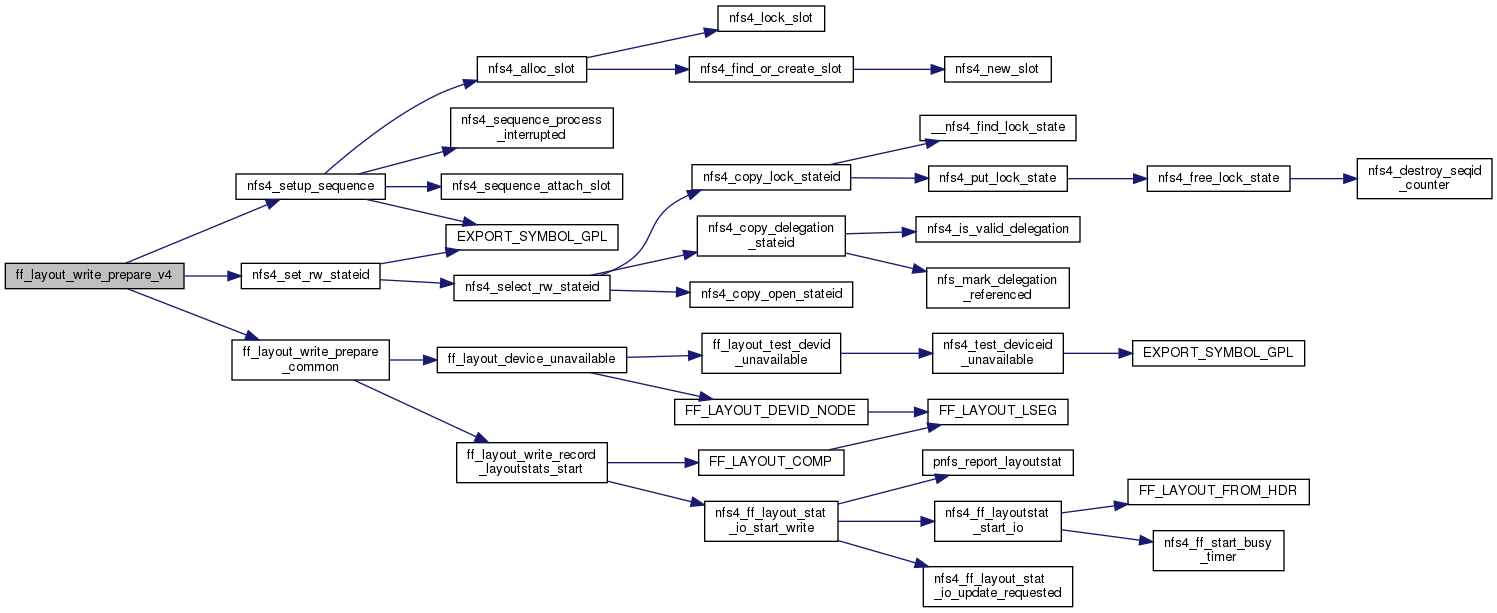 nfs4_lock_slot
nfs4_alloc_slot
nfs4_find_or_create_slot
nfs4_new_slot
nfs4_sequence_process
_interrupted
__nfs4_find_lock_state
nfs4_setup_sequence
nfs4_sequence_attach_slot
nfs4_copy_lock_stateid
nfs4_put_lock_state
nfs4_free_lock_state
nfs4_destroy_seqid
_counter
EXPORT_SYMBOL_GPL
nfs4_copy_delegation
_stateid
nfs4_is_valid_delegation
ff_layout_write_prepare_v4
nfs4_set_rw_stateid
nfs4_select_rw_stateid
nfs4_copy_open_stateid
nfs_mark_delegation
_referenced
ff_layout_write_prepare
_common
ff_layout_device_unavailable
ff_layout_test_devid
_unavailable
nfs4_test_deviceid
_unavailable
EXPORT_SYMBOL_GPL
FF_LAYOUT_DEVID_NODE
FF_LAYOUT_LSEG
ff_layout_write_record
_layoutstats_start
FF_LAYOUT_COMP
pnfs_report_layoutstat
nfs4_ff_layout_stat
_io_start_write
nfs4_ff_layoutstat
_start_io
FF_LAYOUT_FROM_HDR
nfs4_ff_start_busy
_timer
nfs4_ff_layout_stat
_io_update_requested